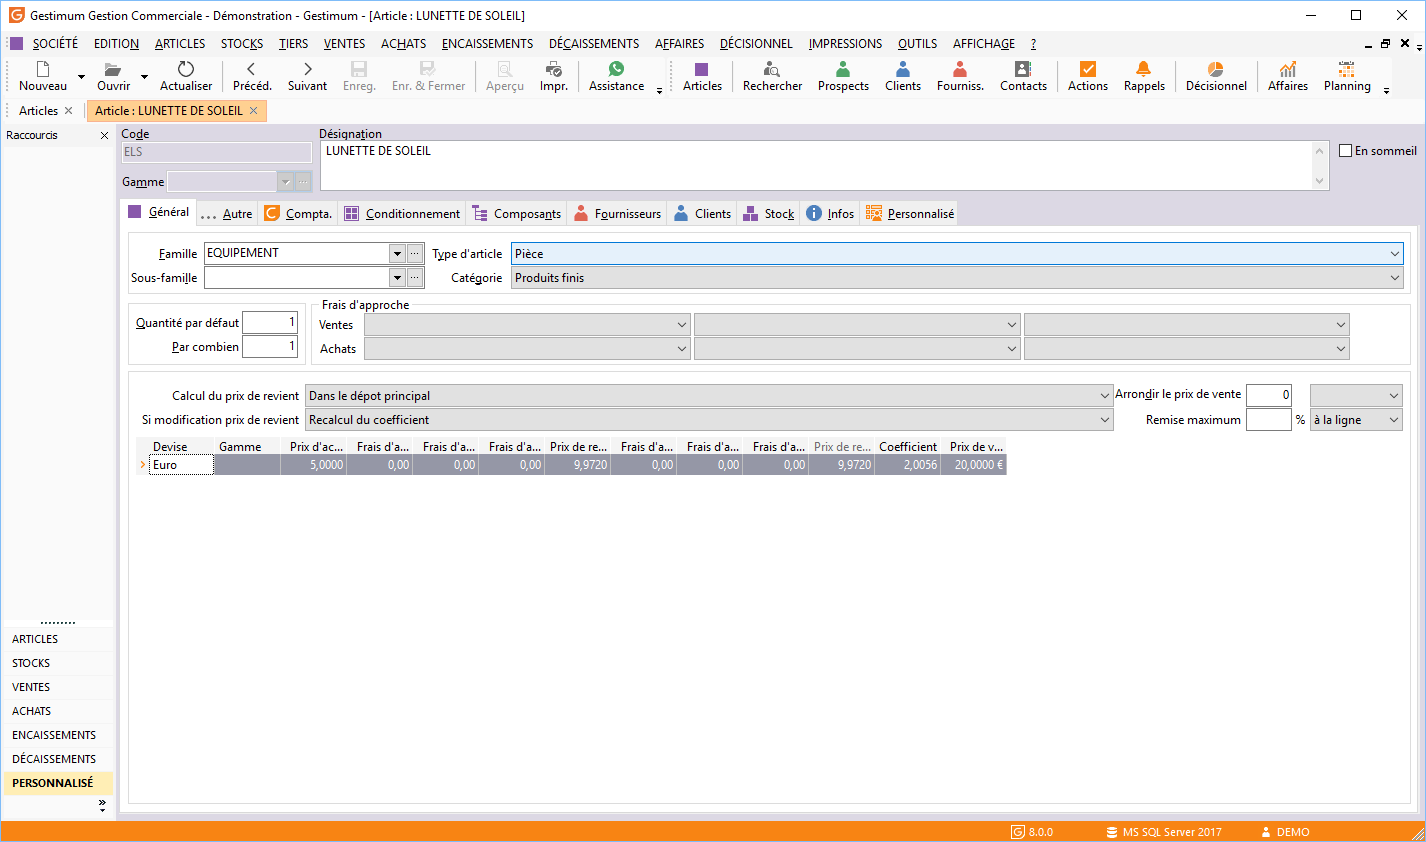 Gestimum Gestion Commerciale - Démonstration - Gestimum - [Article : LUNETTE DE SOLEIL]
SOCIÉTÉ EDITION ARTICLES STOCKS TIERS VENTES ACHATS ENCAISSEMENTS DÉCAISSEMENTS AFFAIRES DÉCISIONNEL IMPRESSIONS OUTILS AFFICHAGE ?
Nouveau Ouvrir Actualiser Précéd. Suivant Enreg. Enr. & Fermer Aperçu Impr. Assistance Articles Rechercher Prospects Clients Fourniss. Contacts Actions Rappels Décisionnel Affaires Planning
Articles Article : LUNETTE DE SOLEIL
Raccourcis
Code Désignation
ELS LUNETTE DE SOLEIL
En sommeil
Gamme
Général Autre Compta. Conditionnement Composants Fournisseurs Clients Stock Infos Personnalisé
Famille EQUIPEMENT Type d'article Pièce
Sous-famille Catégorie Produits finis
Frais d'approche
Quantité par défaut 1 Ventes
Par combien 1 Achats
Calcul du prix de revient Dans le dépot principal Arrondir le prix de vente 0
Si modification prix de revient Recalcul du coefficient Remise maximum % à la ligne
Devise Gamme Prix d'ac... Frais d'a... Frais d'a... Frais d'a... Prix de re... Frais d'a... Frais d'a... Frais d'a... Prix de re... Coefficient Prix de v...
Euro 5,0000 0,00 0,00 0,00 9,9720 0,00 0,00 0,00 9,9720 2,0056 20,0000 €
ARTICLES
STOCKS
VENTES
ACHATS
ENCAISSEMENTS
DÉCAISSEMENTS
PERSONNALISÉ
8.0.0 MS SQL Server 2017 DEMO